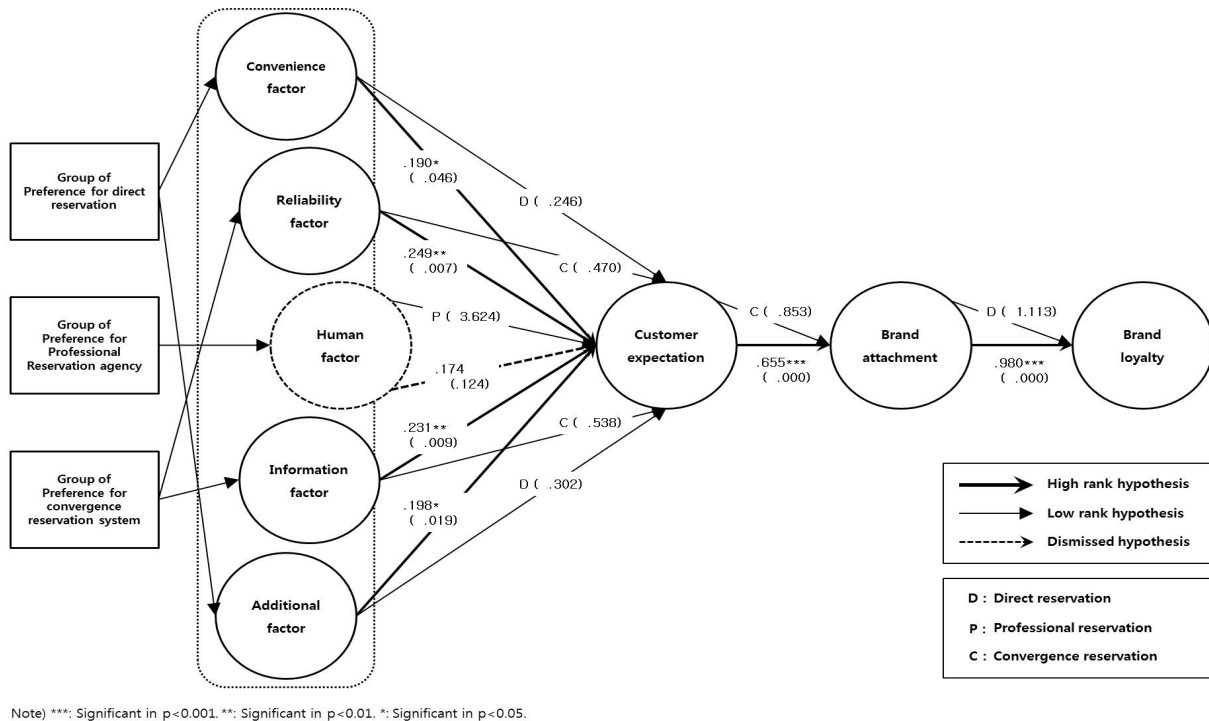 Convenience
factor
Group of
Preference for direct
reservation
Reliability
factor
Group of
Preference for
Professional
Reservation agency
Human
factor
Group of
Preference for
convergence
reservation system
Information
factor
Additional
factor
.190*
( .046)
D ( .246)
.249**
( .007)
C ( .470)
P ( 3.624)
.174
(.124)
.231**
( .009)
C ( .538)
.198*
( .019)
D ( .302)
Customer
expectation
C ( .853)
.655***
( .000)
Brand
attachment
D ( 1.113)
.980***
( .000)
Brand
loyalty
High rank hypothesis
Low rank hypothesis
Dismissed hypothesis
D : Direct reservation
P : Professional reservation
C : Convergence reservation
Note) ***: Significant in p<0.001. **: Significant in p<0.01. *: Significant in p<0.05.